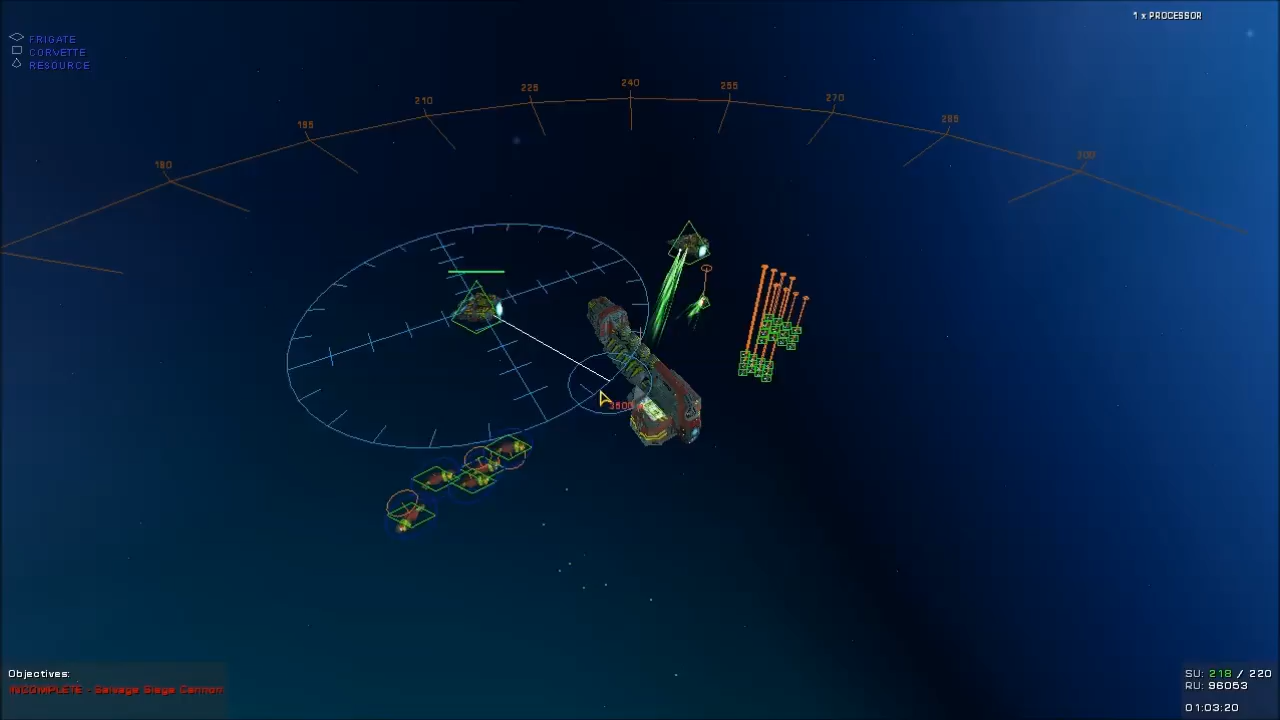 1 x PROCESSOR
FRIGATE
CORVETTE
RESOURCE
180
195
210
225
240
255
270
285
300
3500
Objectives:
INCOMPLETE - Salvage Siege Cannon
SU: 218 / 220
RU: 96053
01:03:20